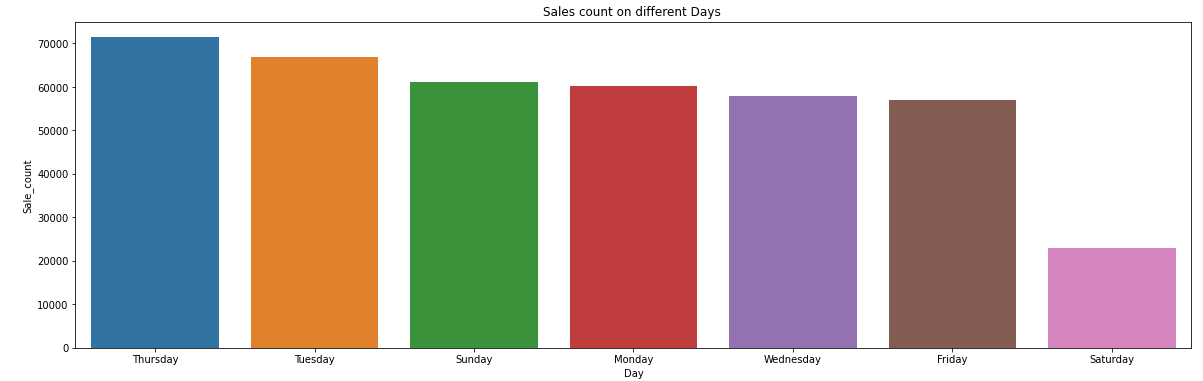 Sales count on different Days
Sale_count
70000
60000
50000
40000
30000
20000
10000
0
Thursday Tuesday Sunday Monday Wednesday Friday Saturday
Day